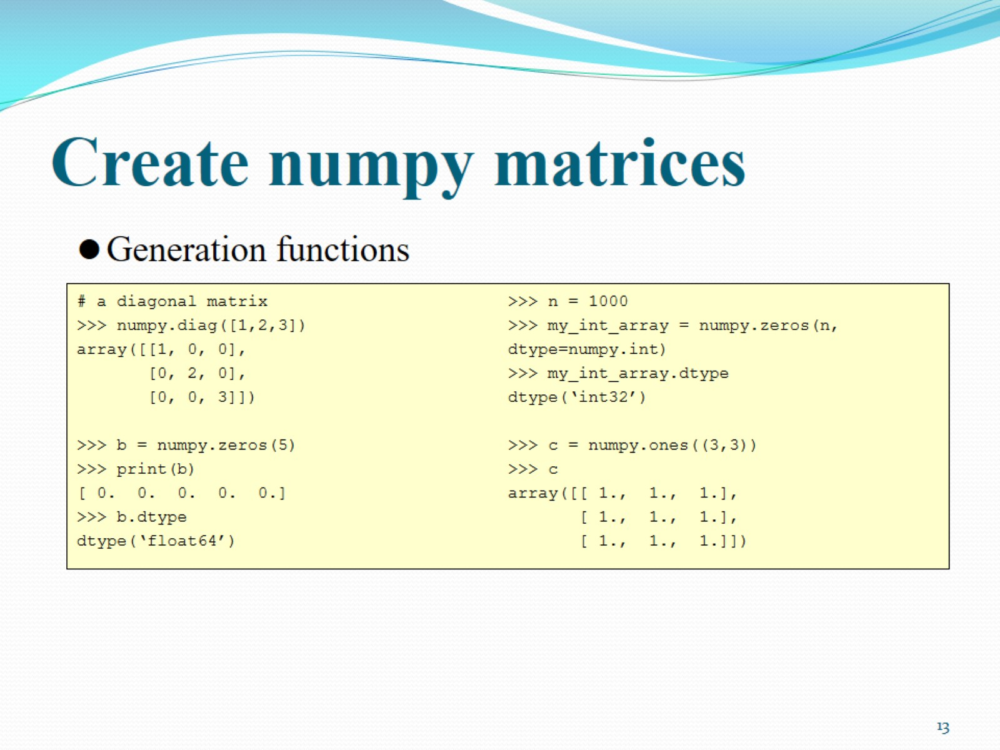 Create numpy matrices
● Generation functions
# a diagonal matrix
>>> numpy.diag([1,2,3])
array([[1, 0, 0],
       [0, 2, 0],
       [0, 0, 3]])

>>> b = numpy.zeros(5)
>>> print(b)
[ 0.  0.  0.  0.  0.]
>>> b.dtype
dtype(‘float64’)
>>> n = 1000
>>> my_int_array = numpy.zeros(n,
dtype=numpy.int)
>>> my_int_array.dtype
dtype(‘int32’)

>>> c = numpy.ones((3,3))
>>> c
array([[ 1.,  1.,  1.],
       [ 1.,  1.,  1.],
       [ 1.,  1.,  1.]])
13